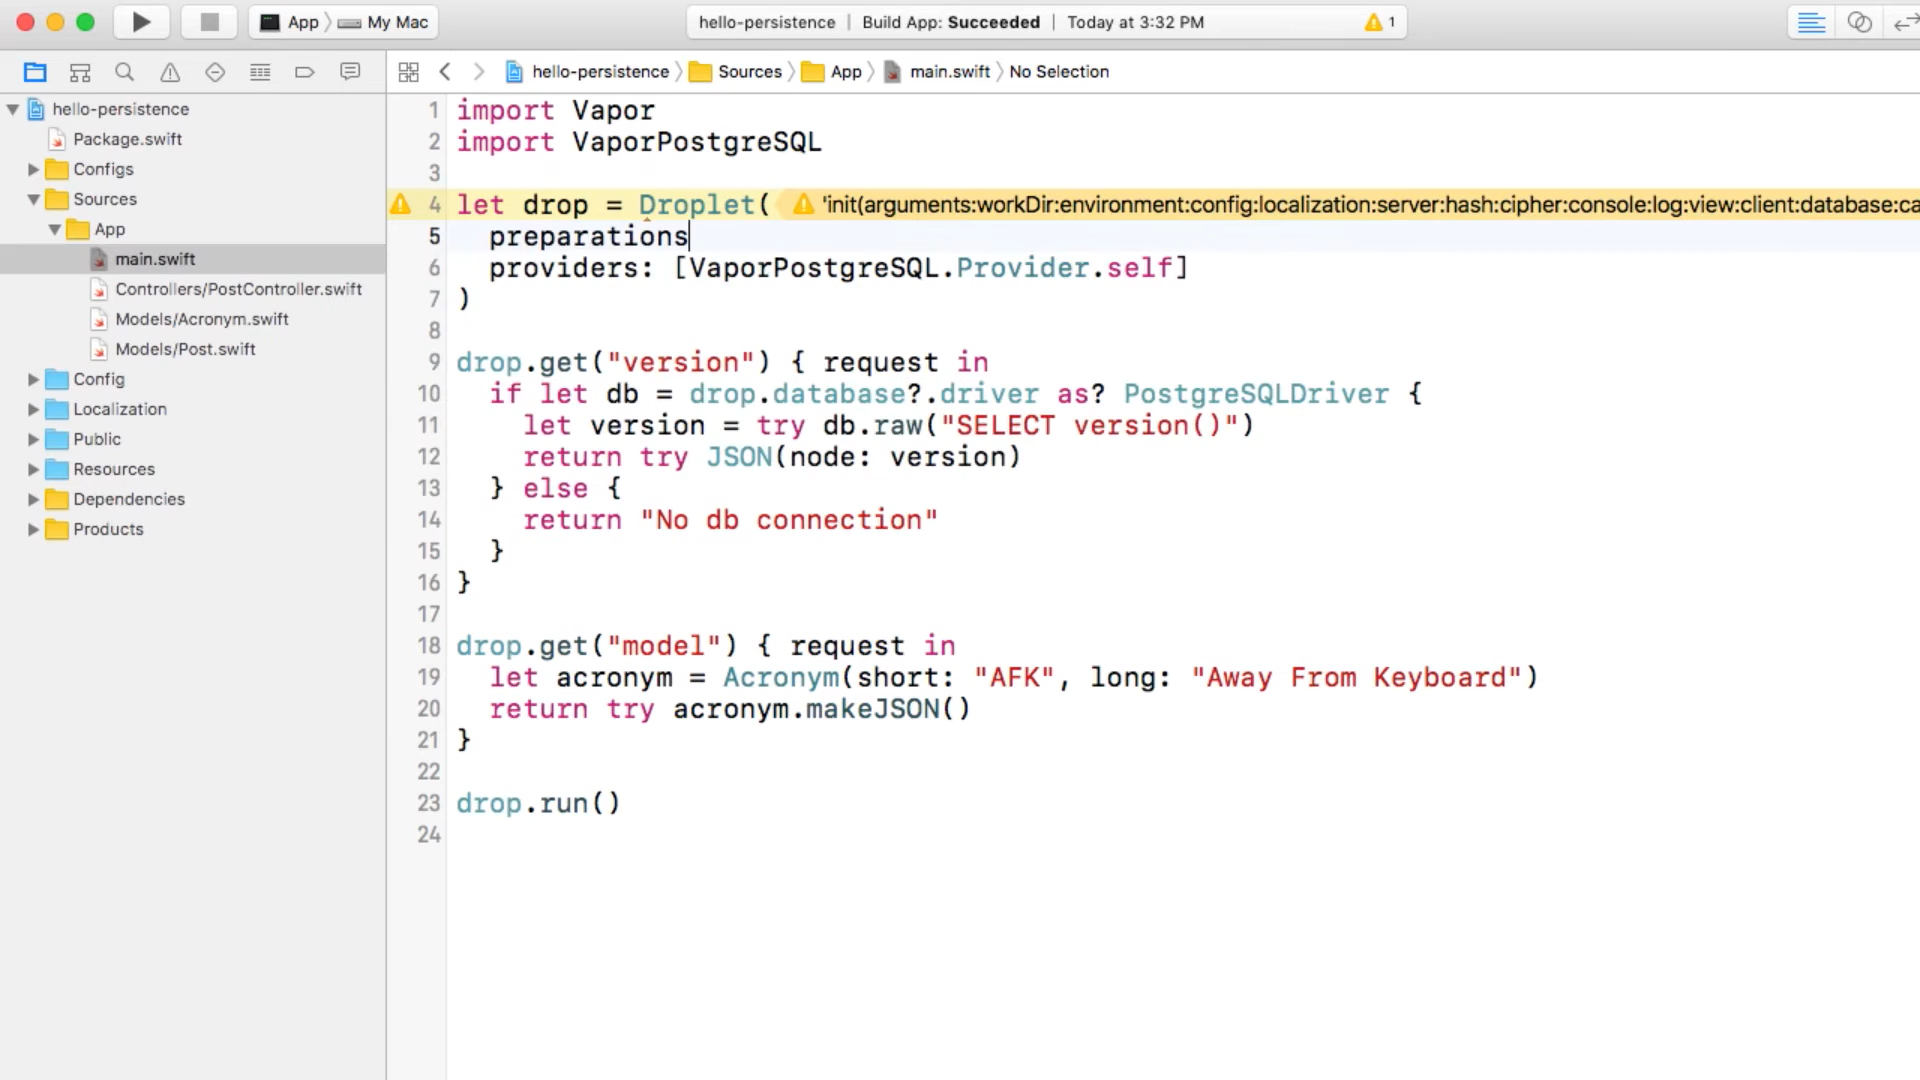 App My Mac hello-persistence Build App: Succeeded Today at 3:32 PM 1
hello-persistence Sources App main.swift No Selection
hello-persistence
Package.swift
Configs
Sources
App
main.swift
Controllers/PostController.swift
Models/Acronym.swift
Models/Post.swift
Config
Localization
Public
Resources
Dependencies
Products
1 import Vapor
2 import VaporPostgreSQL
3
4 let drop = Droplet( 'init(arguments:workDir:environment:config:localization:server:hash:cipher:console:log:view:client:database:ca
5 preparations
6 providers: [VaporPostgreSQL.Provider.self]
7 )
8
9 drop.get("version") { request in
10 if let db = drop.database?.driver as? PostgreSQLDriver {
11 let version = try db.raw("SELECT version()")
12 return try JSON(node: version)
13 } else {
14 return "No db connection"
15 }
16 }
17
18 drop.get("model") { request in
19 let acronym = Acronym(short: "AFK", long: "Away From Keyboard")
20 return try acronym.makeJSON()
21 }
22
23 drop.run()
24